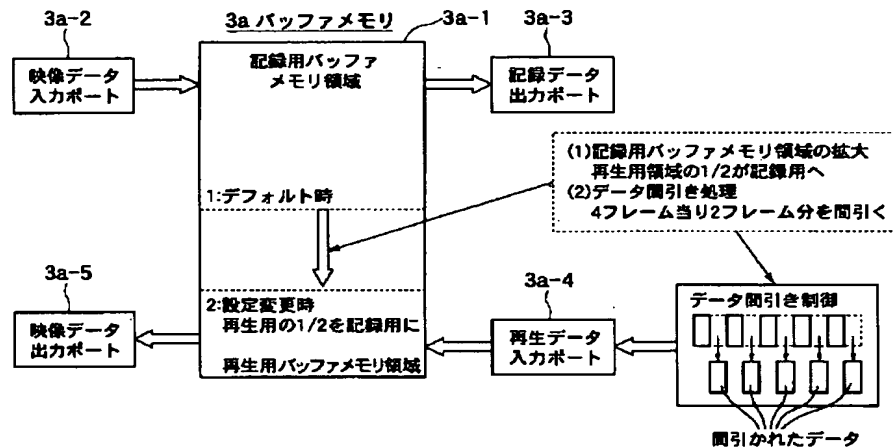 3a バッファメモリ
3a-2
3a-1
3a-3
映像データ
入力ポート
記録用バッファ
メモリ領域
記録データ
出力ポート
(1)記録用バッファメモリ領域の拡大
再生用領域の1/2が記録用へ
(2)データ間引き処理
4フレーム当り2フレーム分を間引く
1:デフォルト時
3a-5
3a-4
2:設定変更時
再生用の1/2を記録用に
再生用バッファメモリ領域
映像データ
出力ポート
再生データ
入力ポート
データ間引き制御
間引かれたデータ